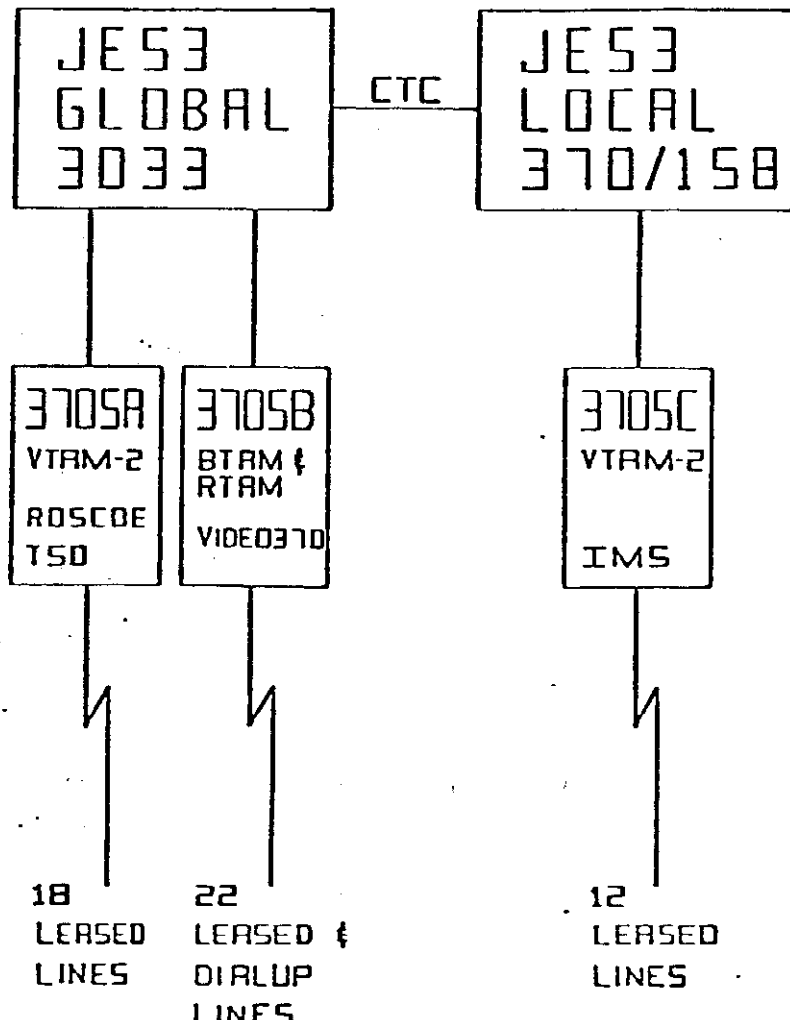 JES3
GLOBAL
3033
CTC
JES3
LOCAL
370/158
3705A
VTAM-2
ROSCOE
TSO
3705B
BTAM &
RTAM
VIDEO370
3705C
VTAM-2
IMS
18
LEASED
LINES
22
LEASED &
DIALUP
LINES
12
LEASED
LINES